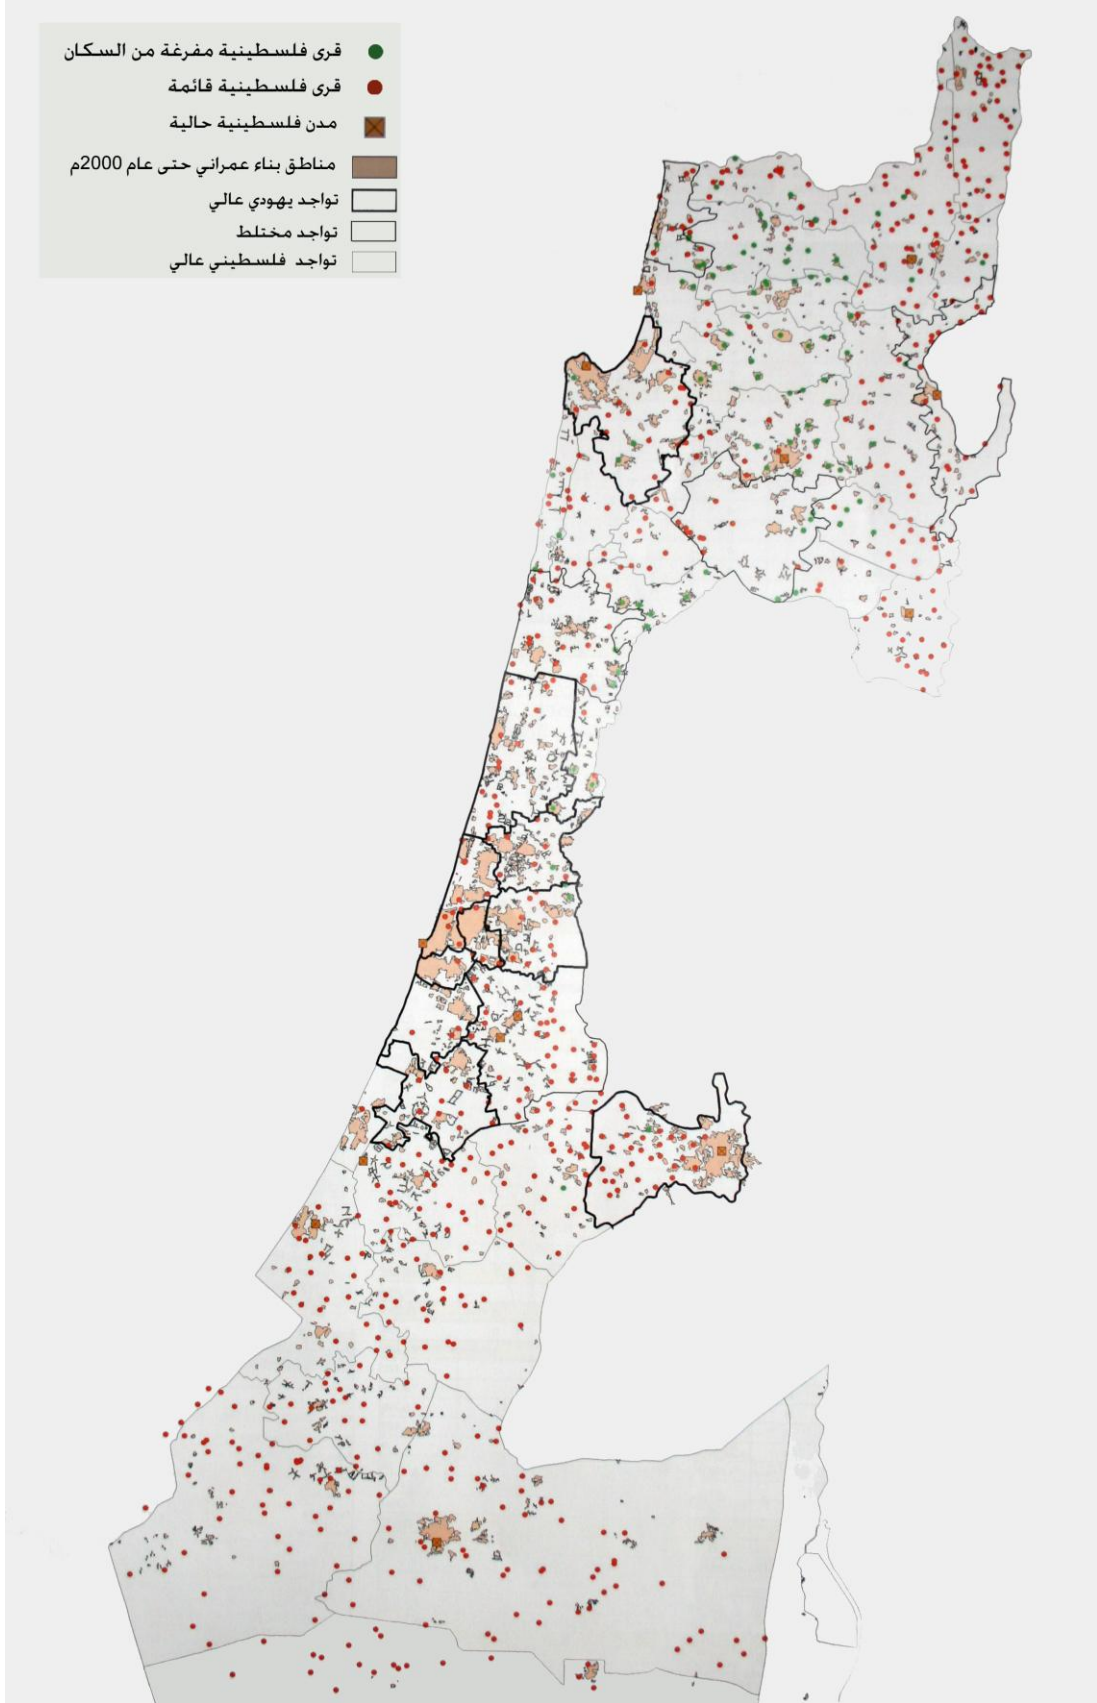 قرى فلسطينية مفرغة من السكان
قرى فلسطينية قائمة
مدن فلسطينية حالية
مناطق بناء عمراني حتى عام 2000م
تواجد يهودي عالي
تواجد مختلط
تواجد فلسطيني عالي